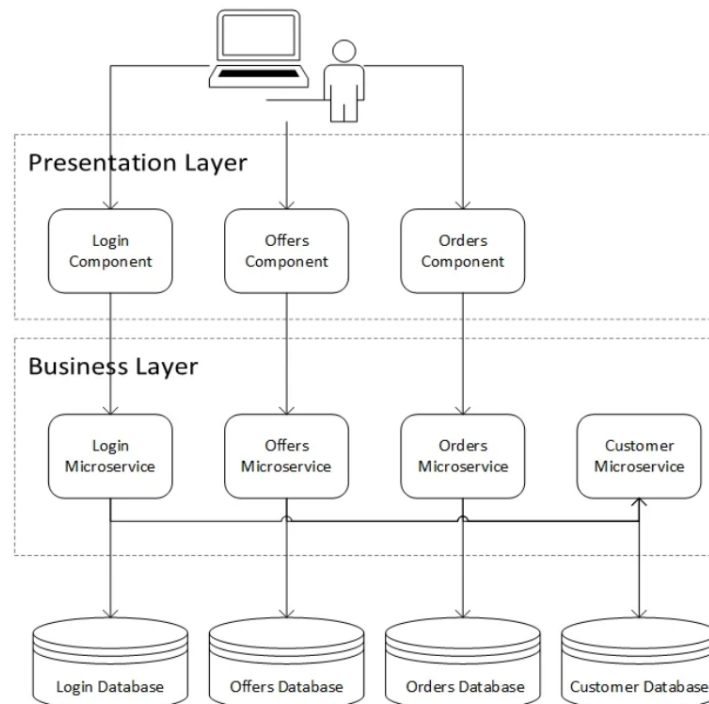 Presentation Layer
Login
Component
Offers
Component
Orders
Component
Business Layer
Login
Microservice
Offers
Microservice
Orders
Microservice
Customer
Microservice
Login Database
Offers Database
Orders Database
Customer Database